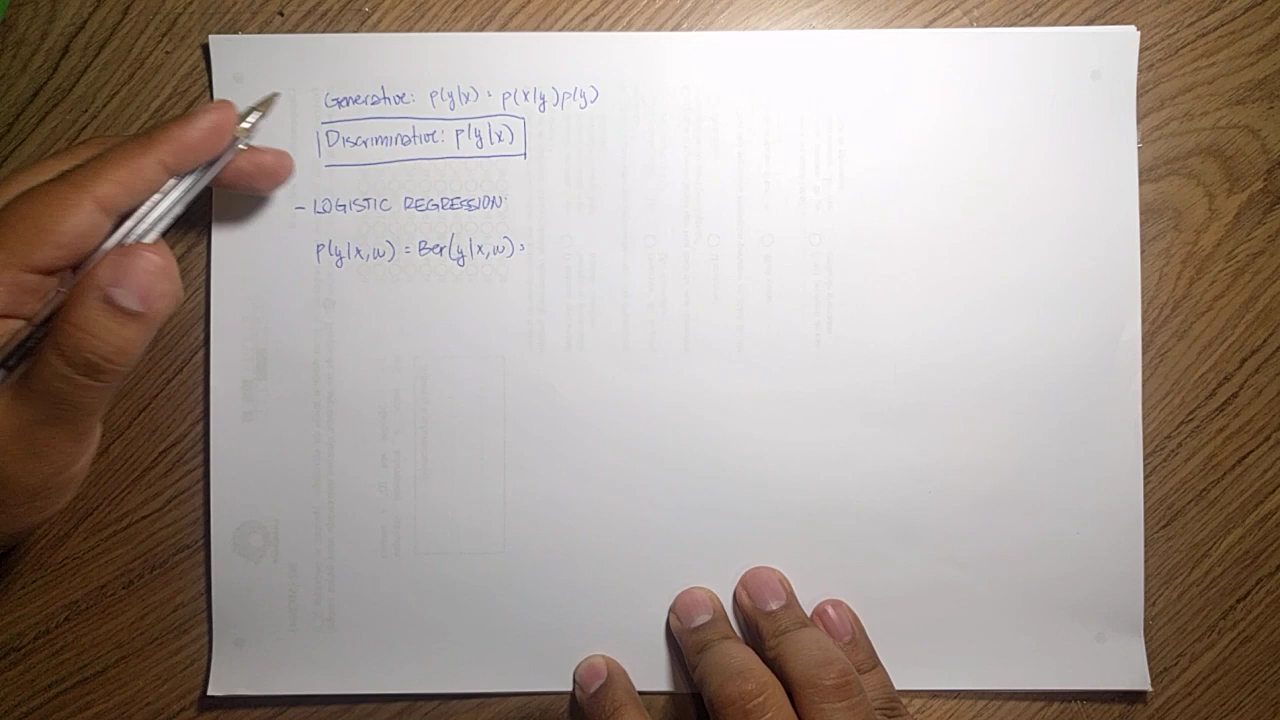 Generative: p(y|x) = p(x|y)p(y)
Discriminative: p(y|x)
- LOGISTIC REGRESSION:
p(y|x,w) = Ber(y|x,w) =